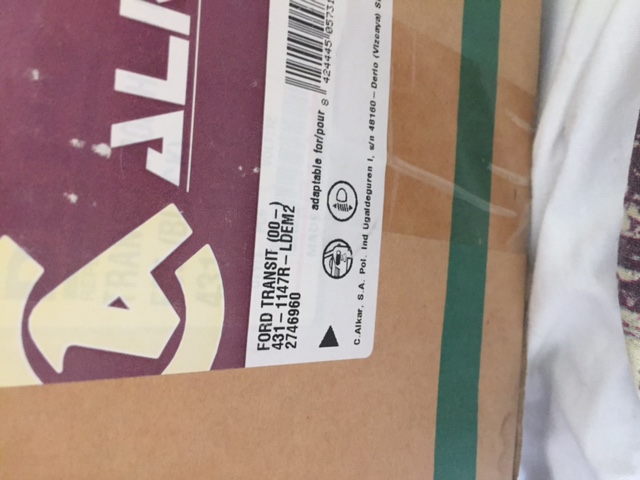 FORD TRANSIT (00-)
431-1147R-LDEM2
2746960
adaptable for/pour
C.Alkar, S.A. Pol. Ind Ugaldeguren I, s/n 48160 - Derio (Vizcaya)